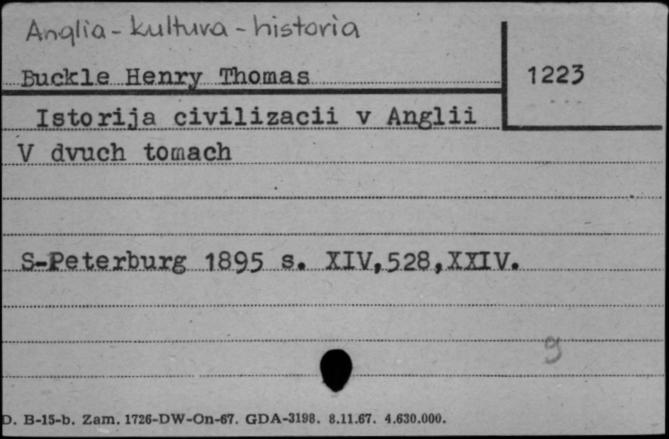 Anglia - kultura - historia
Buckle Henry Thomas
1223
Istorija civilizacii v Anglii
V dvuch tomach
S-Peterburg 1895 s. XIV,528,XXIV.
g
D. B-15-b. Zam. 1726-DW-On-67. GDA-3198. 8.11.67. 4.630.000.